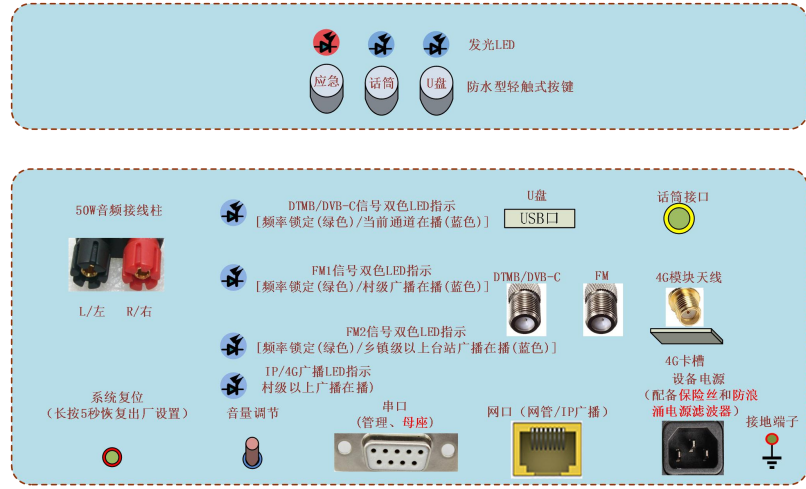 发光LED
应急
话筒
U盘
防水型轻触式按键
50W音频接线柱
L/左 R/右
DTMB/DVB-C信号双色LED指示
[频率锁定(绿色)/当前通道在播(蓝色)]
FM1信号双色LED指示
[频率锁定(绿色)/村级广播在播(蓝色)]
FM2信号双色LED指示
[频率锁定(绿色)/乡镇级以上台站广播在播(蓝色)]
IP/4G广播LED指示
村级以上广播在播)
U盘
USB口
话筒接口
DTMB/DVB-C
FM
4G模块天线
4G卡槽
系统复位
(长按5秒恢复出厂设置)
音量调节
串口
(管理、母座)
网口（网管/IP广播）
设备电源
(配备保险丝和防浪
涌电源滤波器)
接地端子